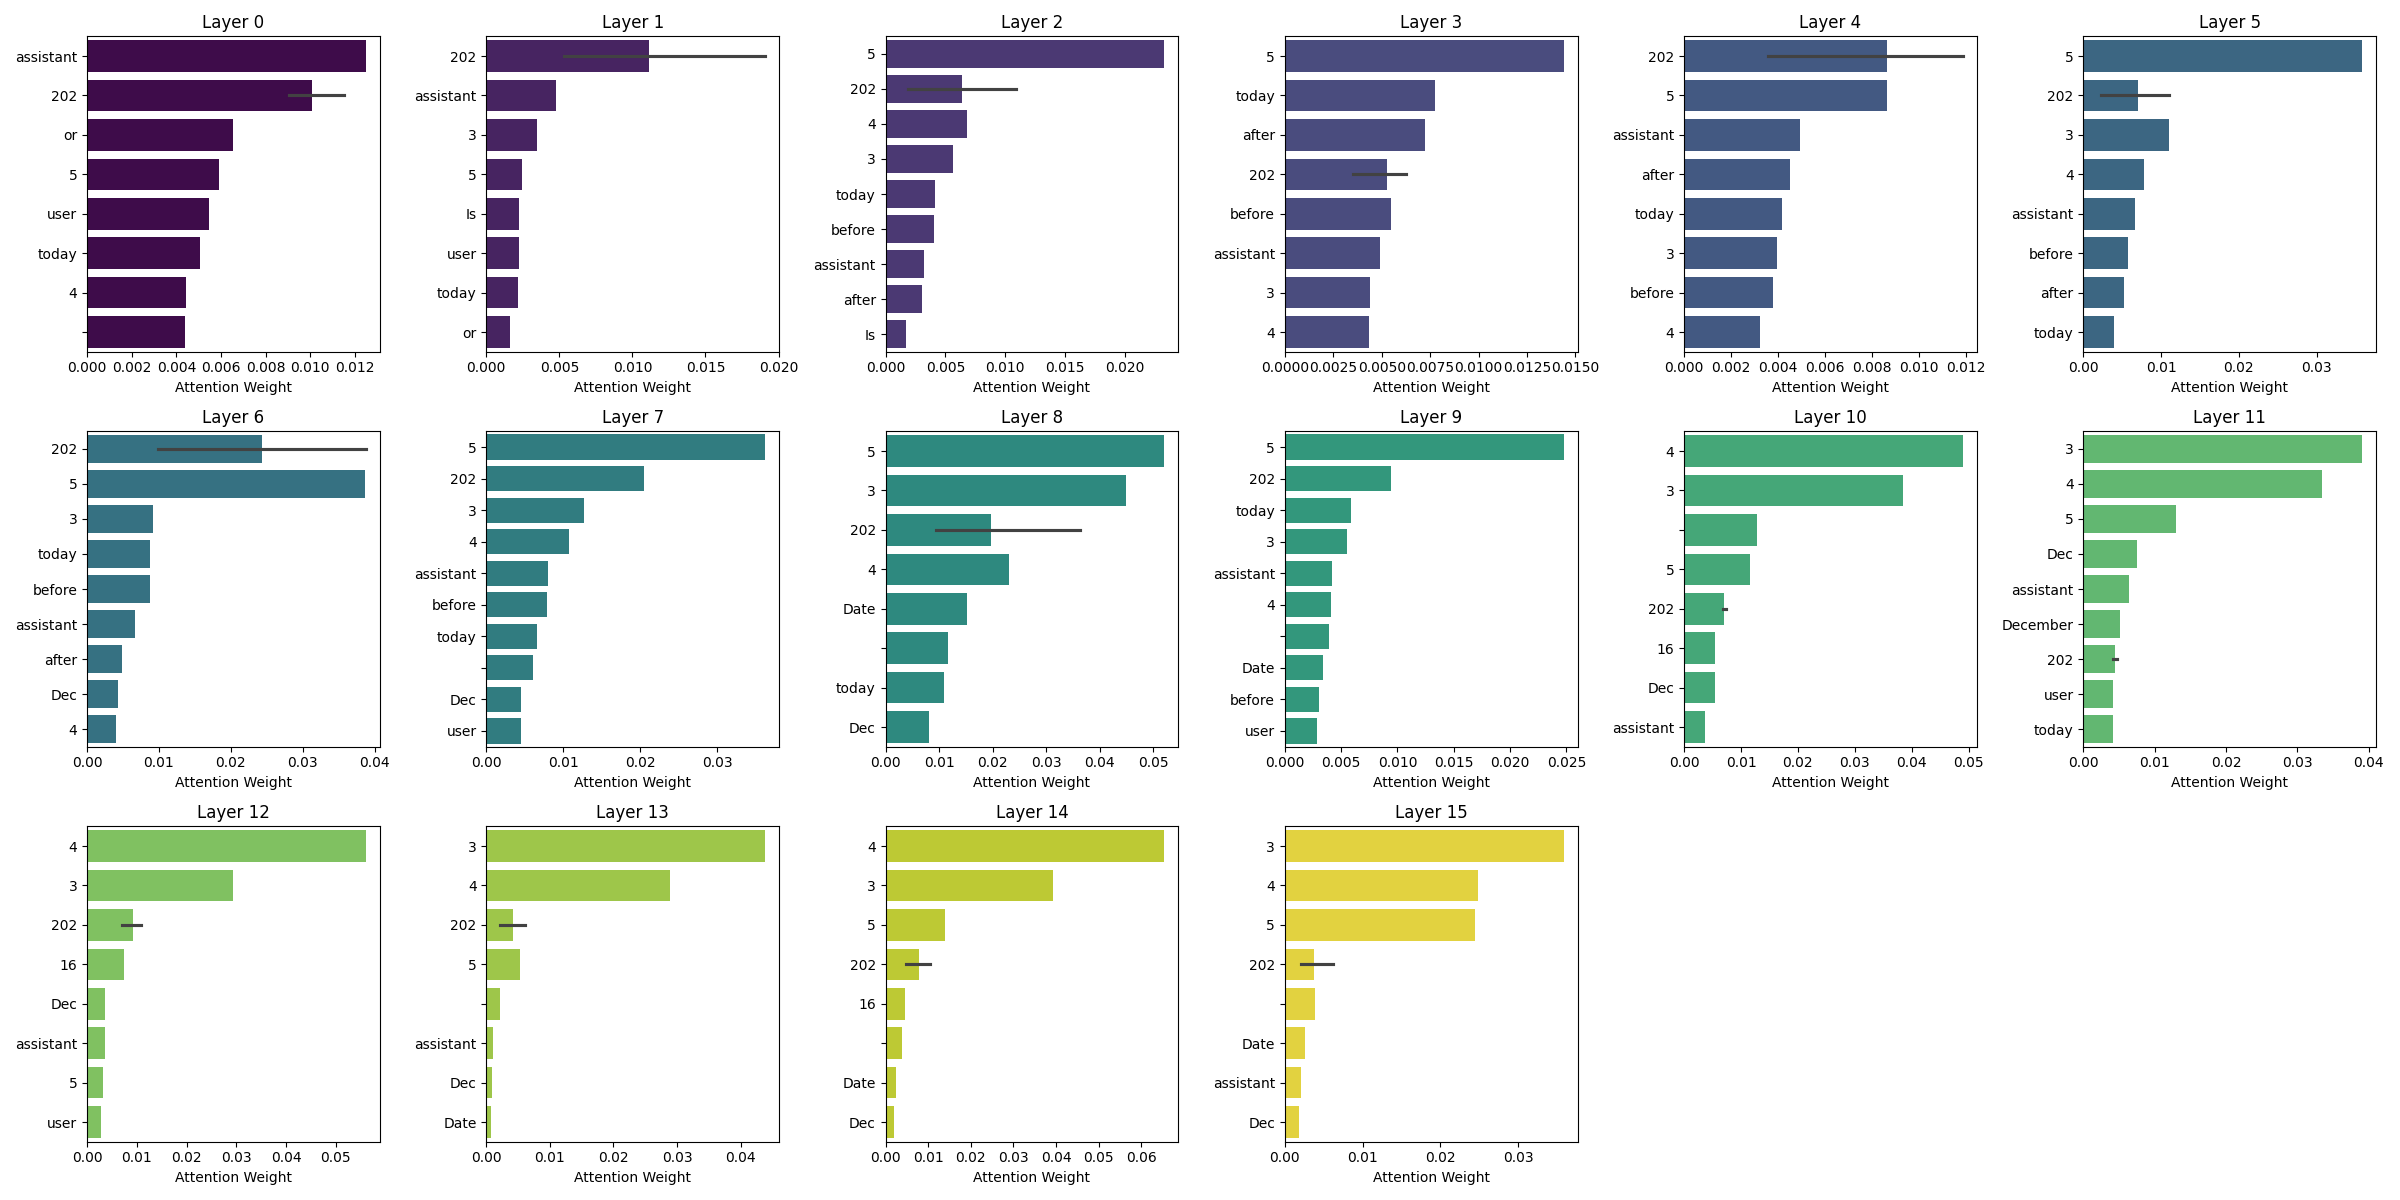 Layer 0
assistant
202
or
5
user
today
4
0.000 0.002 0.004 0.006 0.008 0.010 0.012
Attention Weight
Layer 1
202
assistant
3
5
Is
user
today
or
0.000 0.005 0.010 0.015 0.020
Attention Weight
Layer 2
5
202
4
3
today
before
assistant
after
Is
0.000 0.005 0.010 0.015 0.020
Attention Weight
Layer 3
5
today
after
202
before
assistant
3
4
0.0000 0.0025 0.0050 0.0075 0.0100 0.0125 0.0150
Attention Weight
Layer 4
202
5
assistant
after
today
3
before
4
0.000 0.002 0.004 0.006 0.008 0.010 0.012
Attention Weight
Layer 5
5
202
3
4
assistant
before
after
today
0.00 0.01 0.02 0.03
Attention Weight
Layer 6
202
5
3
today
before
assistant
after
Dec
4
0.00 0.01 0.02 0.03 0.04
Attention Weight
Layer 7
5
202
3
4
assistant
before
today
Dec
user
0.00 0.01 0.02 0.03
Attention Weight
Layer 8
5
3
202
4
Date
today
Dec
0.00 0.01 0.02 0.03 0.04 0.05
Attention Weight
Layer 9
5
202
today
3
assistant
4
Date
before
user
0.000 0.005 0.010 0.015 0.020 0.025
Attention Weight
Layer 10
4
3
5
202
16
Dec
assistant
0.00 0.01 0.02 0.03 0.04 0.05
Attention Weight
Layer 11
3
4
5
Dec
assistant
December
202
user
today
0.00 0.01 0.02 0.03 0.04
Attention Weight
Layer 12
4
3
202
16
Dec
assistant
5
user
0.00 0.01 0.02 0.03 0.04 0.05
Attention Weight
Layer 13
3
4
202
5
assistant
Dec
Date
0.00 0.01 0.02 0.03 0.04
Attention Weight
Layer 14
4
3
5
202
16
Date
Dec
0.00 0.01 0.02 0.03 0.04 0.05 0.06
Attention Weight
Layer 15
3
4
5
202
Date
assistant
Dec
0.00 0.01 0.02 0.03
Attention Weight